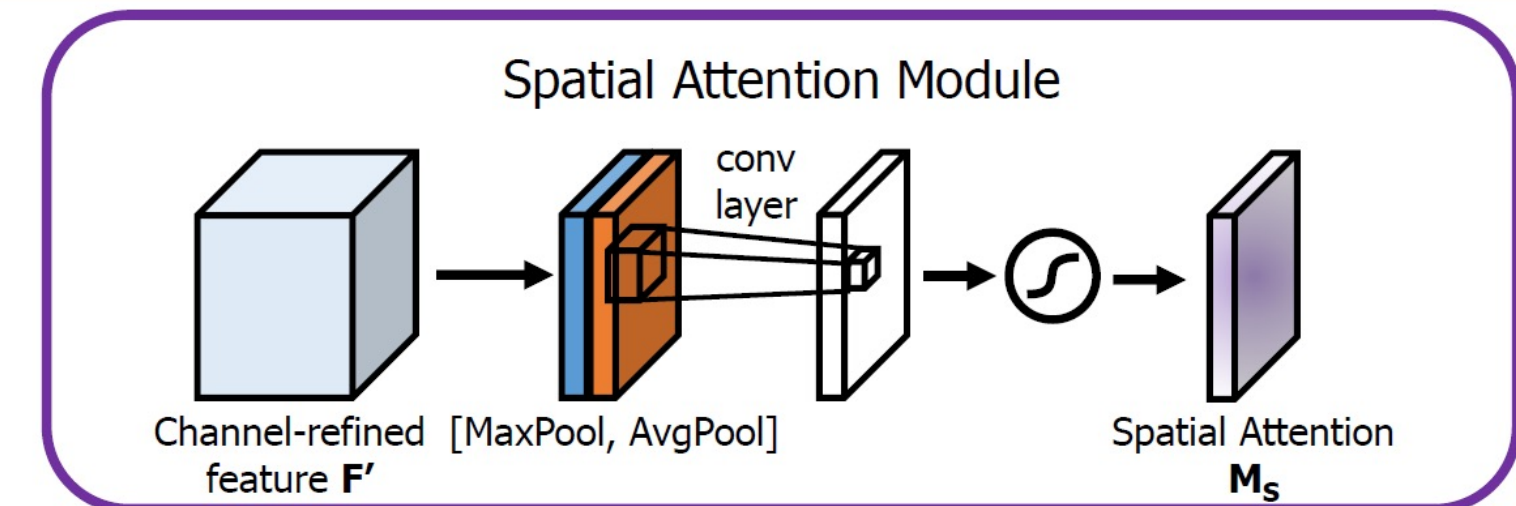 Spatial Attention Module
conv
layer
Channel-refined
feature F’
[MaxPool, AvgPool]
Spatial Attention
Ms